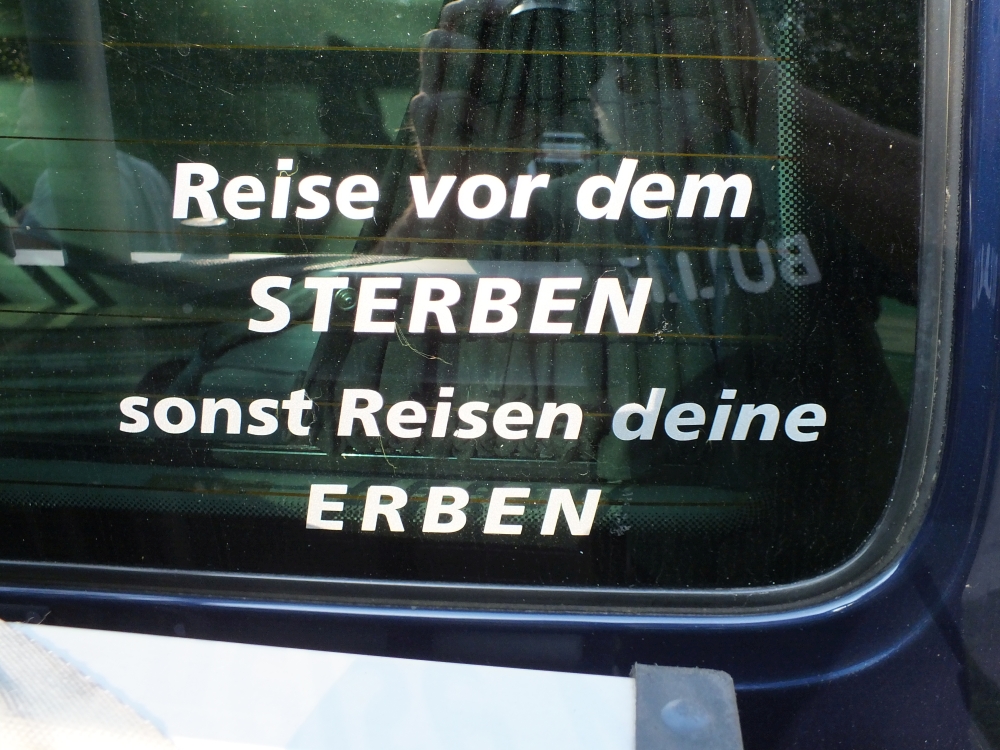 Reise vor dem
STERBEN
sonst Reisen deine
ERBEN